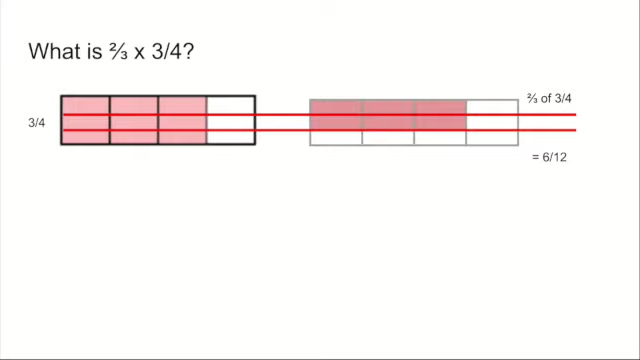 What is ⅔ x 3/4?
⅔ of 3/4
3/4
= 6/12